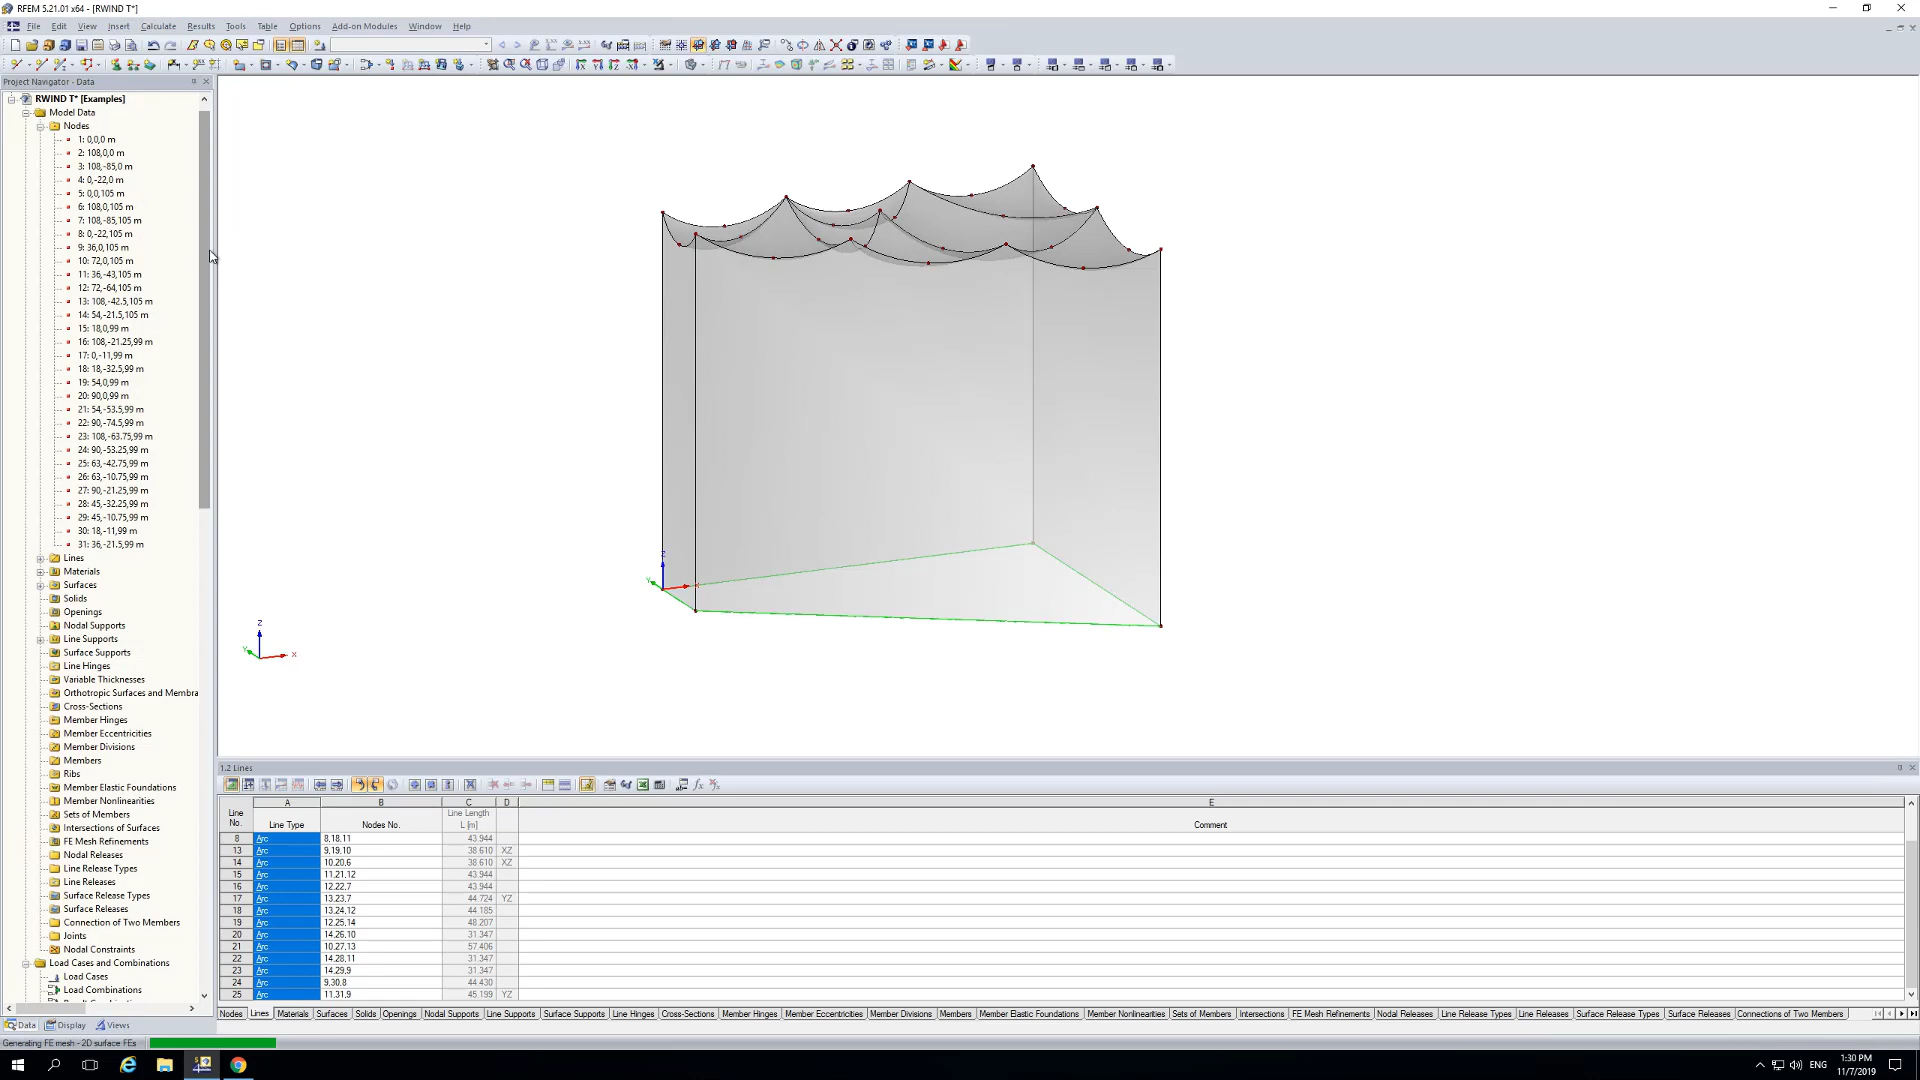 RFEM 5.21.01 x64 - [RWIND T*]
File Edit View Insert Calculate Results Tools Table Options Add-on Modules Window Help
Project Navigator - Data
RWIND T* [Examples]
Model Data
Nodes
1: 0,0,0 m
2: 108,0,0 m
3: 108,-85,0 m
4: 0,-22,0 m
5: 0,0,105 m
6: 108,0,105 m
7: 108,-85,105 m
8: 0,-22,105 m
9: 36,0,105 m
10: 72,0,105 m
11: 36,-43,105 m
12: 72,-64,105 m
13: 108,-42.5,105 m
14: 54,-21.5,105 m
15: 18,0,99 m
16: 108,-21.25,99 m
17: 0,-11,99 m
18: 18,-32.5,99 m
19: 54,0,99 m
20: 90,0,99 m
21: 54,-53.5,99 m
22: 90,-74.5,99 m
23: 108,-63.75,99 m
24: 90,-53.25,99 m
25: 63,-42.75,99 m
26: 63,-10.75,99 m
27: 90,-21.25,99 m
28: 45,-32.25,99 m
29: 45,-10.75,99 m
30: 18,-11,99 m
31: 36,-21.5,99 m
Lines
Materials
Surfaces
Solids
Openings
Nodal Supports
Line Supports
Surface Supports
Line Hinges
Variable Thicknesses
Orthotropic Surfaces and Membra
Cross-Sections
Member Hinges
Member Eccentricities
Member Divisions
Members
Ribs
Member Elastic Foundations
Member Nonlinearities
Sets of Members
Intersections of Surfaces
FE Mesh Refinements
Nodal Releases
Line Release Types
Line Releases
Surface Release Types
Surface Releases
Connection of Two Members
Joints
Nodal Constraints
Load Cases and Combinations
Load Cases
Load Combinations
Data Display Views
Z
Y
Z
Y X
1.2 Lines
A B C D E
Line No. Line Type Nodes No. Line Length L [m] Comment
8 Arc 8,18,11 43.944
13 Arc 9,19,10 38.610 XZ
14 Arc 10,20,6 38.610 XZ
15 Arc 11,21,12 43.944
16 Arc 12,22,7 43.944
17 Arc 13,23,7 44.724 YZ
18 Arc 13,24,12 44.185
19 Arc 12,25,14 48.207
20 Arc 14,26,10 31.347
21 Arc 10,27,13 57.406
22 Arc 14,28,11 31.347
23 Arc 14,29,9 31.347
24 Arc 9,30,8 44.430
25 Arc 11,31,9 45.199 YZ
Nodes Lines Materials Surfaces Solids Openings Nodal Supports Line Supports Surface Supports Line Hinges Cross-Sections Member Hinges Member Eccentricities Member Divisions Members Member Elastic Foundations Member Nonlinearities Sets of Members Intersections FE Mesh Refinements Nodal Releases Line Release Types Line Releases Surface Release Types Surface Releases Connections of Two Members
Generating FE mesh - 2D surface FEs
ENG
1:30 PM
11/7/2019